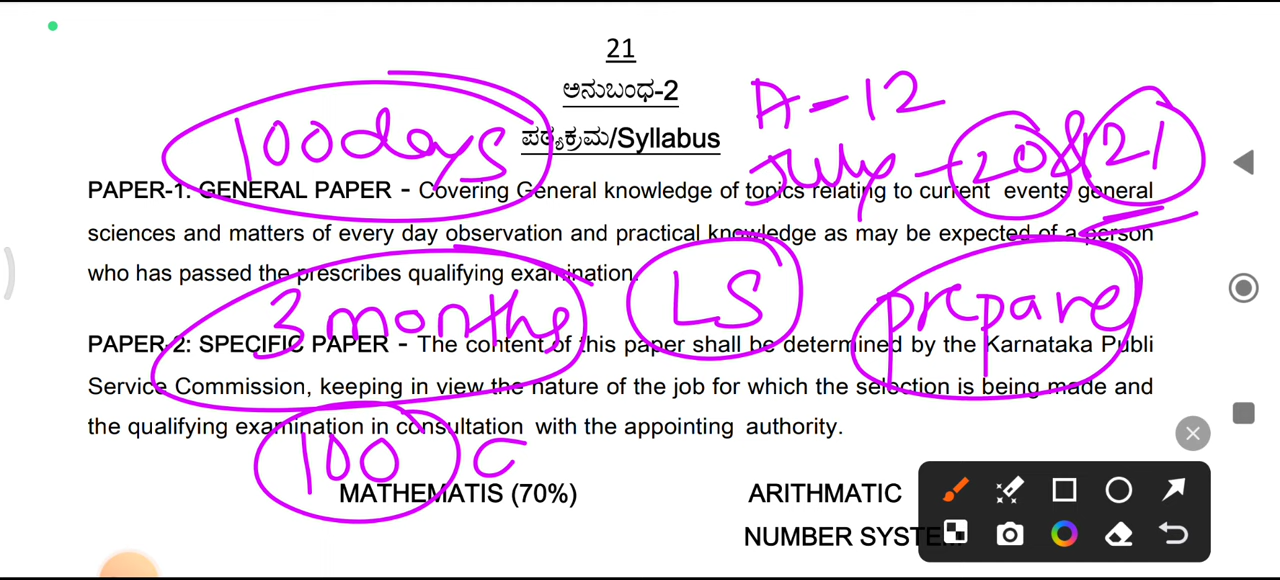 21
ಅನುಬಂಧ-2
A-12
100days
ಪಠ್ಯಕ್ರಮ/Syllabus
July - 20 & 21
PAPER-1: GENERAL PAPER - Covering General knowledge of topics relating to current events general
sciences and matters of every day observation and practical knowledge as may be expected of a person
who has passed the prescribes qualifying examination.
LS
prepare
3 months
PAPER-2: SPECIFIC PAPER - The content of this paper shall be determined by the Karnataka Publi
Service Commission, keeping in view the nature of the job for which the selection is being made and
the qualifying examination in consultation with the appointing authority.
100 C
MATHEMATIS (70%) ARITHMATIC
NUMBER SYSTEM